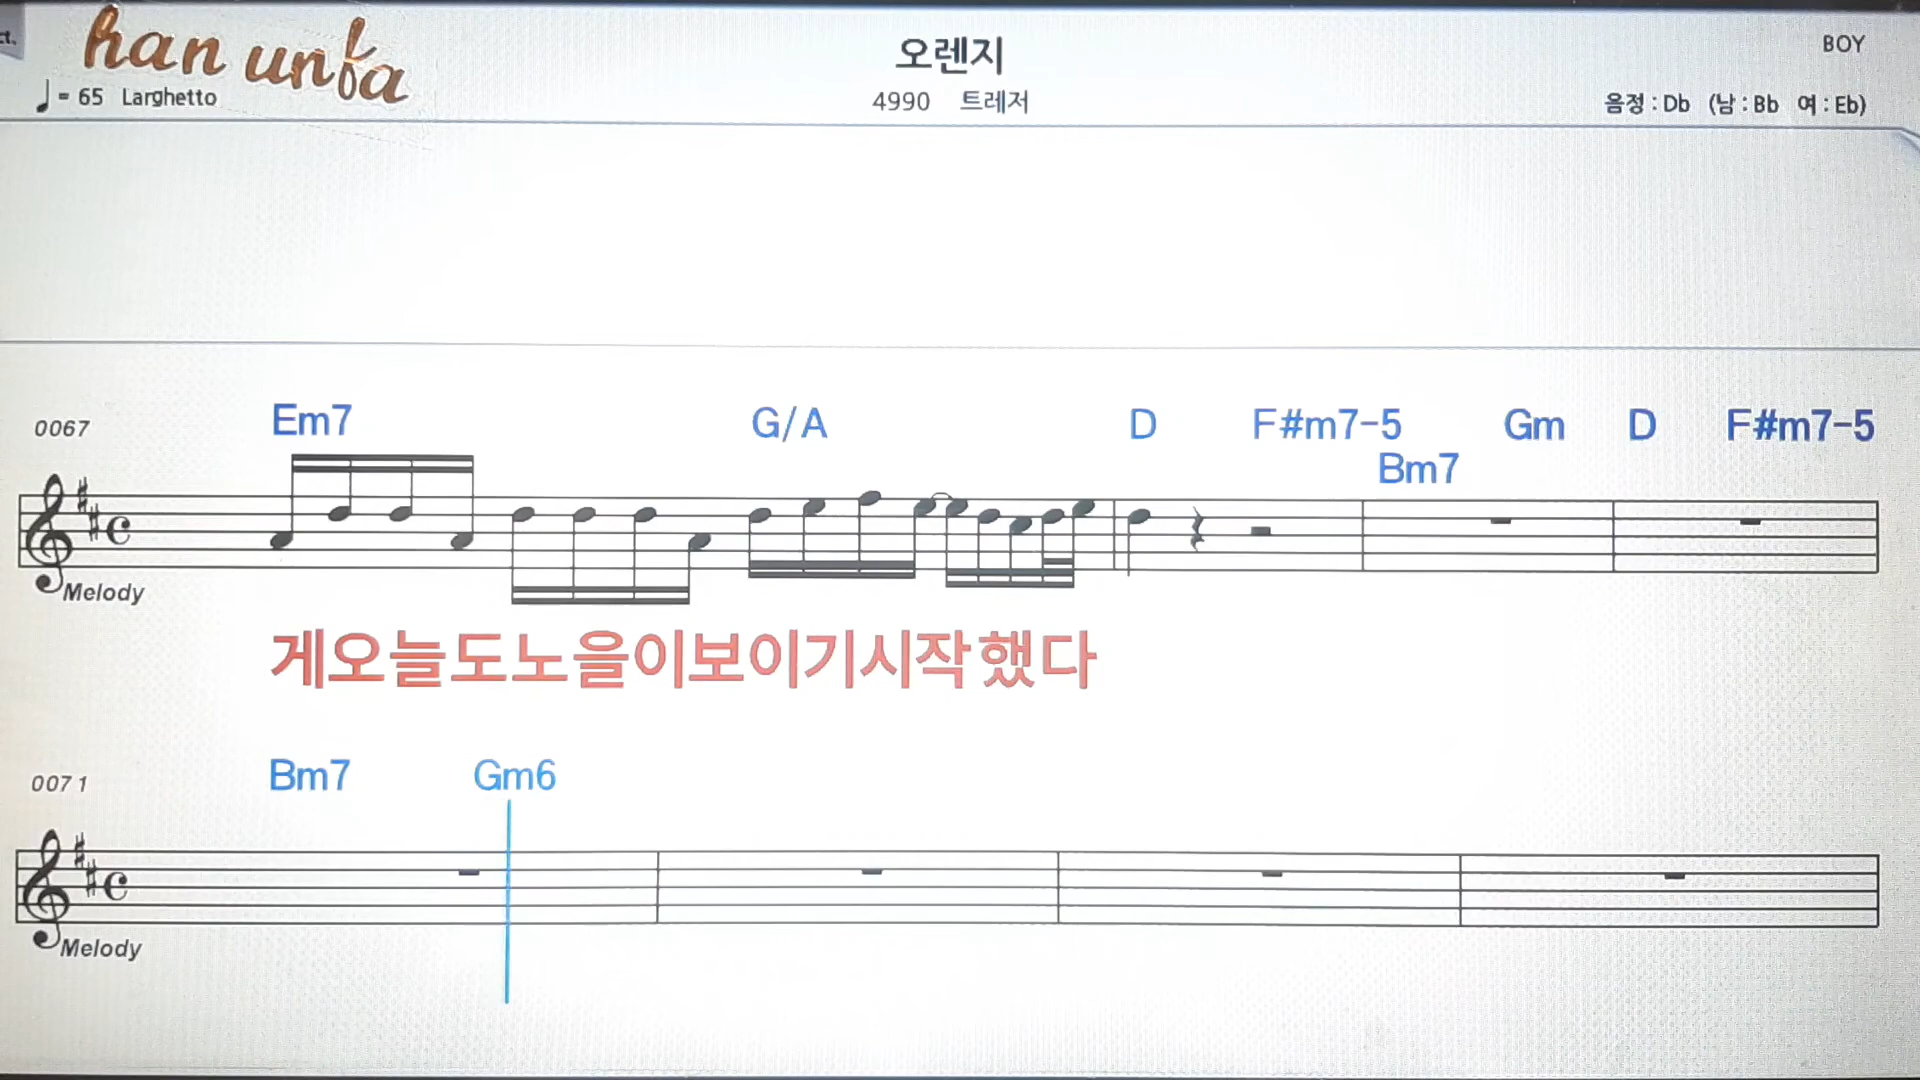 ct.
han unba
= 65 Larghetto
오렌지
4990 트레저
BOY
음정 : Db (남 : Bb 여 : Eb)
0067
Em7 G/A D F#m7-5 Bm7 Gm D F#m7-5
Melody
게오늘도노을이보이기시작했다
0071
Bm7 Gm6
Melody